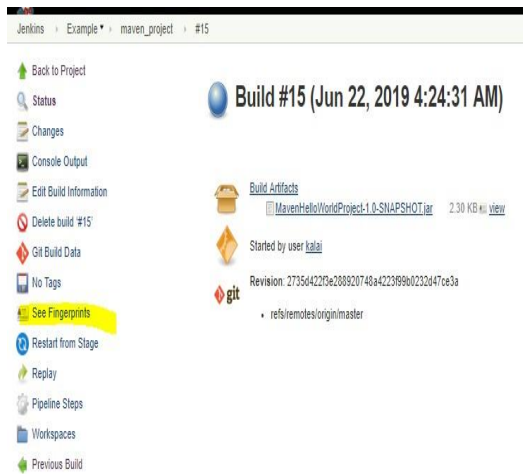 Jenkins Example maven_project #15
Back to Project
Status
Changes
Console Output
Edit Build Information
Delete build '#15'
Git Build Data
No Tags
See Fingerprints
Restart from Stage
Replay
Pipeline Steps
Workspaces
Previous Build
Build #15 (Jun 22, 2019 4:24:31 AM)
Build Artifacts
MavenHelloWorldProject-1.0-SNAPSHOT.jar 2.30 KB view
Started by user kalai
git
Revision: 2735d422f3e288920748a4223f99b0232d47ce3a
• refs/remotes/origin/master